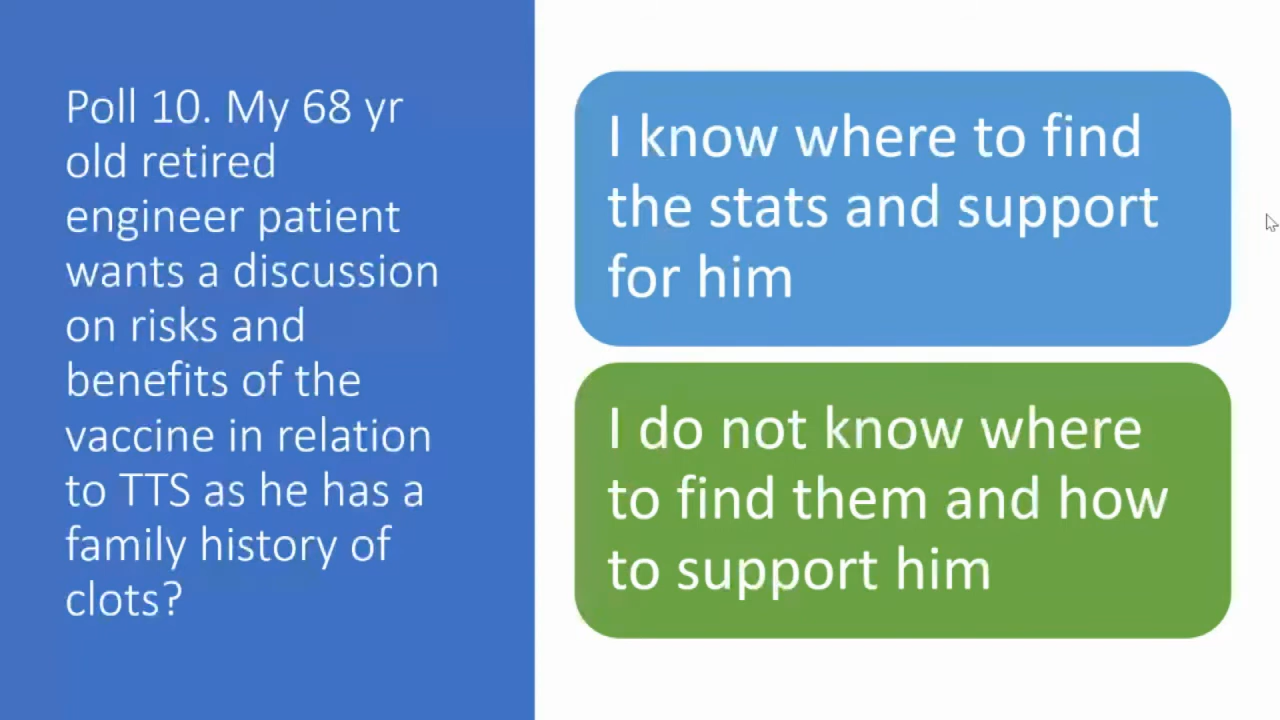 Poll 10. My 68 yr
old retired
engineer patient
wants a discussion
on risks and
benefits of the
vaccine in relation
to TTS as he has a
family history of
clots?
I know where to find
the stats and support
for him
I do not know where
to find them and how
to support him